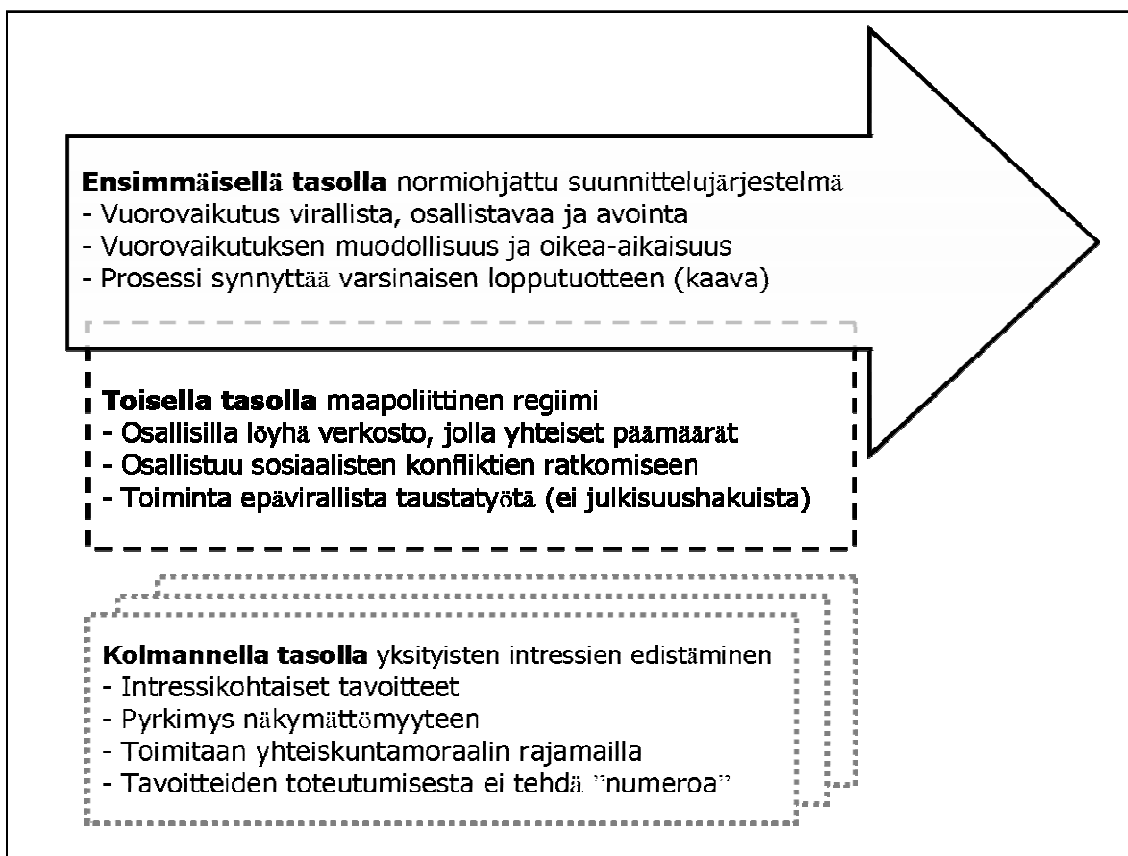 Ensimmäisellä tasolla normiohjattu suunnittelujärjestelmä
- Vuorovaikutus virallista, osallistavaa ja avointa
- Vuorovaikutuksen muodollisuus ja oikea-aikaisuus
- Prosessi synnyttää varsinaisen lopputuotteen (kaava)
Toisella tasolla maapoliittinen regiimi
- Osallisilla löyhä verkosto, jolla yhteiset päämäärät
- Osallistuu sosiaalisten konfliktien ratkomiseen
- Toiminta epävirallista taustatyötä (ei julkisuushakuista)
Kolmannella tasolla yksityisten intressien edistäminen
- Intressikohtaiset tavoitteet
- Pyrkimys näkymättömyyteen
- Toimitaan yhteiskuntamoraalin rajamailla
- Tavoitteiden toteutumisesta ei tehdä ”numeroa”